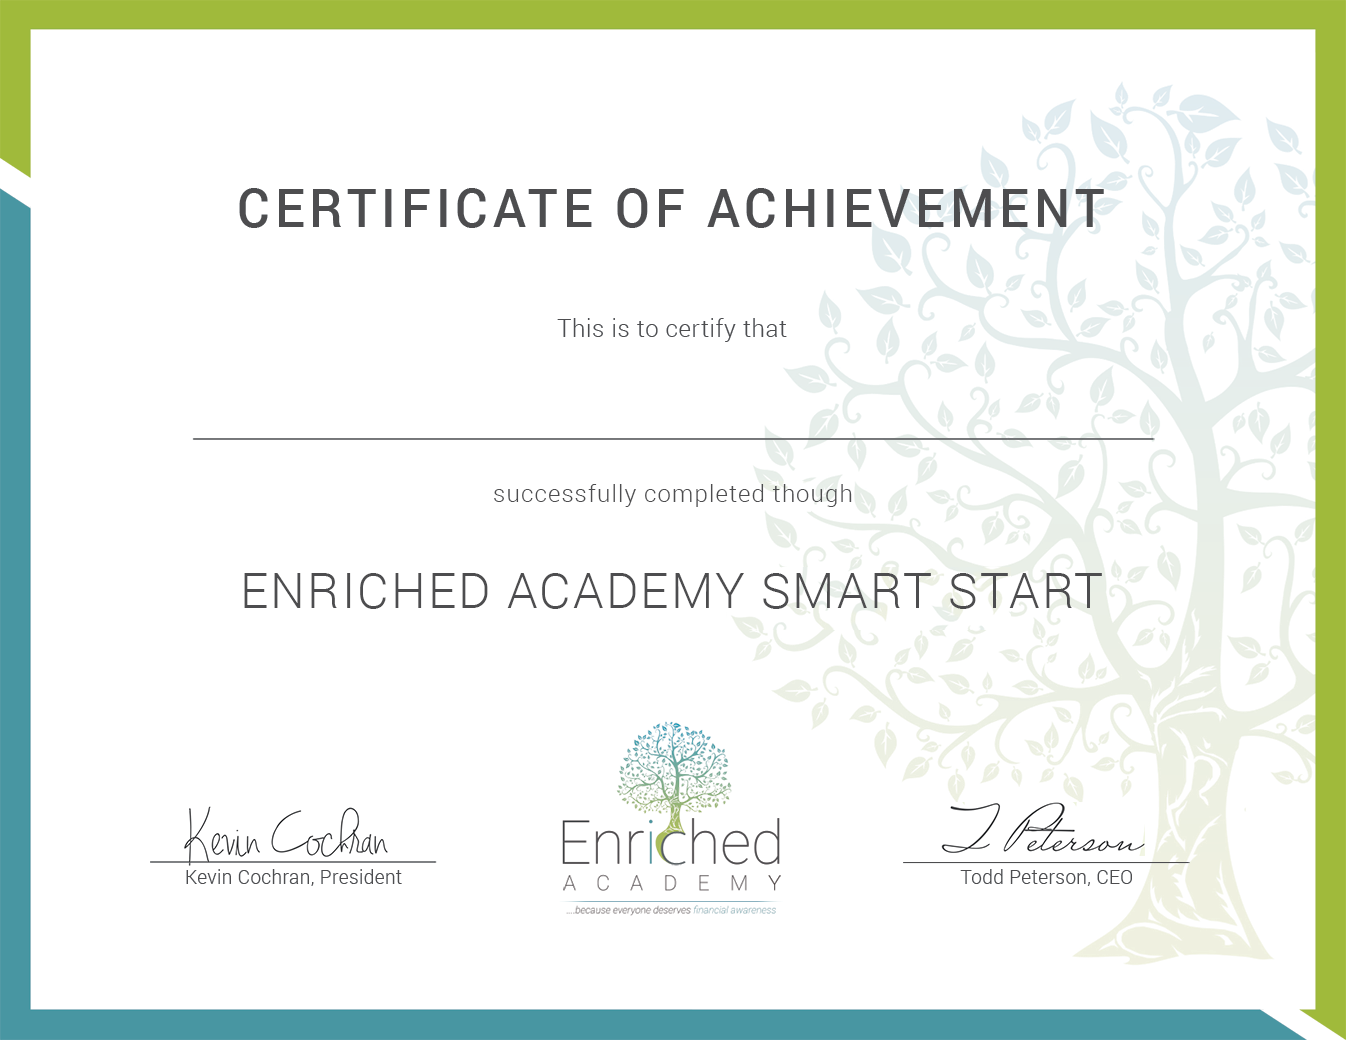 CERTIFICATE OF ACHIEVEMENT
This is to certify that
successfully completed though
ENRICHED ACADEMY SMART START
Kevin Cochran
Kevin Cochran, President
Enriched
ACADEMY
....because everyone deserves financial awareness
T Peterson
Todd Peterson, CEO